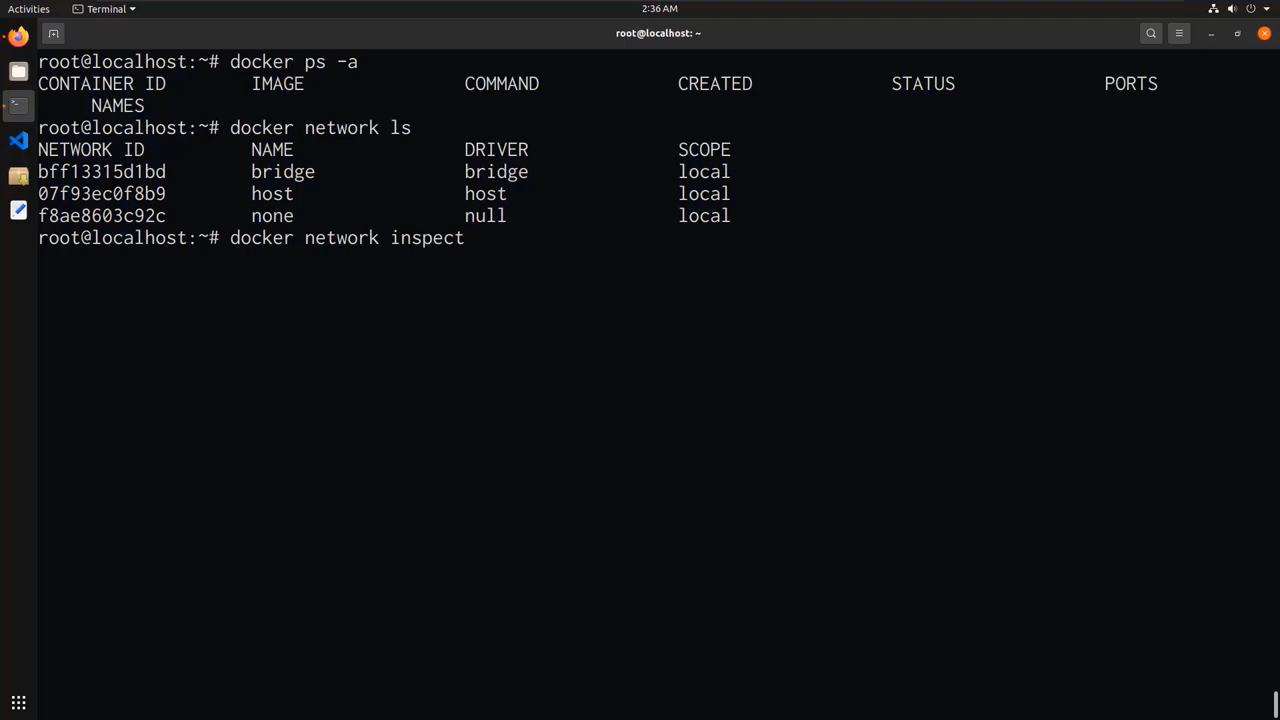 Activities
Terminal
2:36 AM
root@localhost: ~
root@localhost:~# docker ps -a
CONTAINER ID        IMAGE               COMMAND             CREATED             STATUS              PORTS
     NAMES
root@localhost:~# docker network ls
NETWORK ID          NAME                DRIVER              SCOPE
bff13315d1bd        bridge              bridge              local
07f93ec0f8b9        host                host                local
f8ae8603c92c        none                null                local
root@localhost:~# docker network inspect